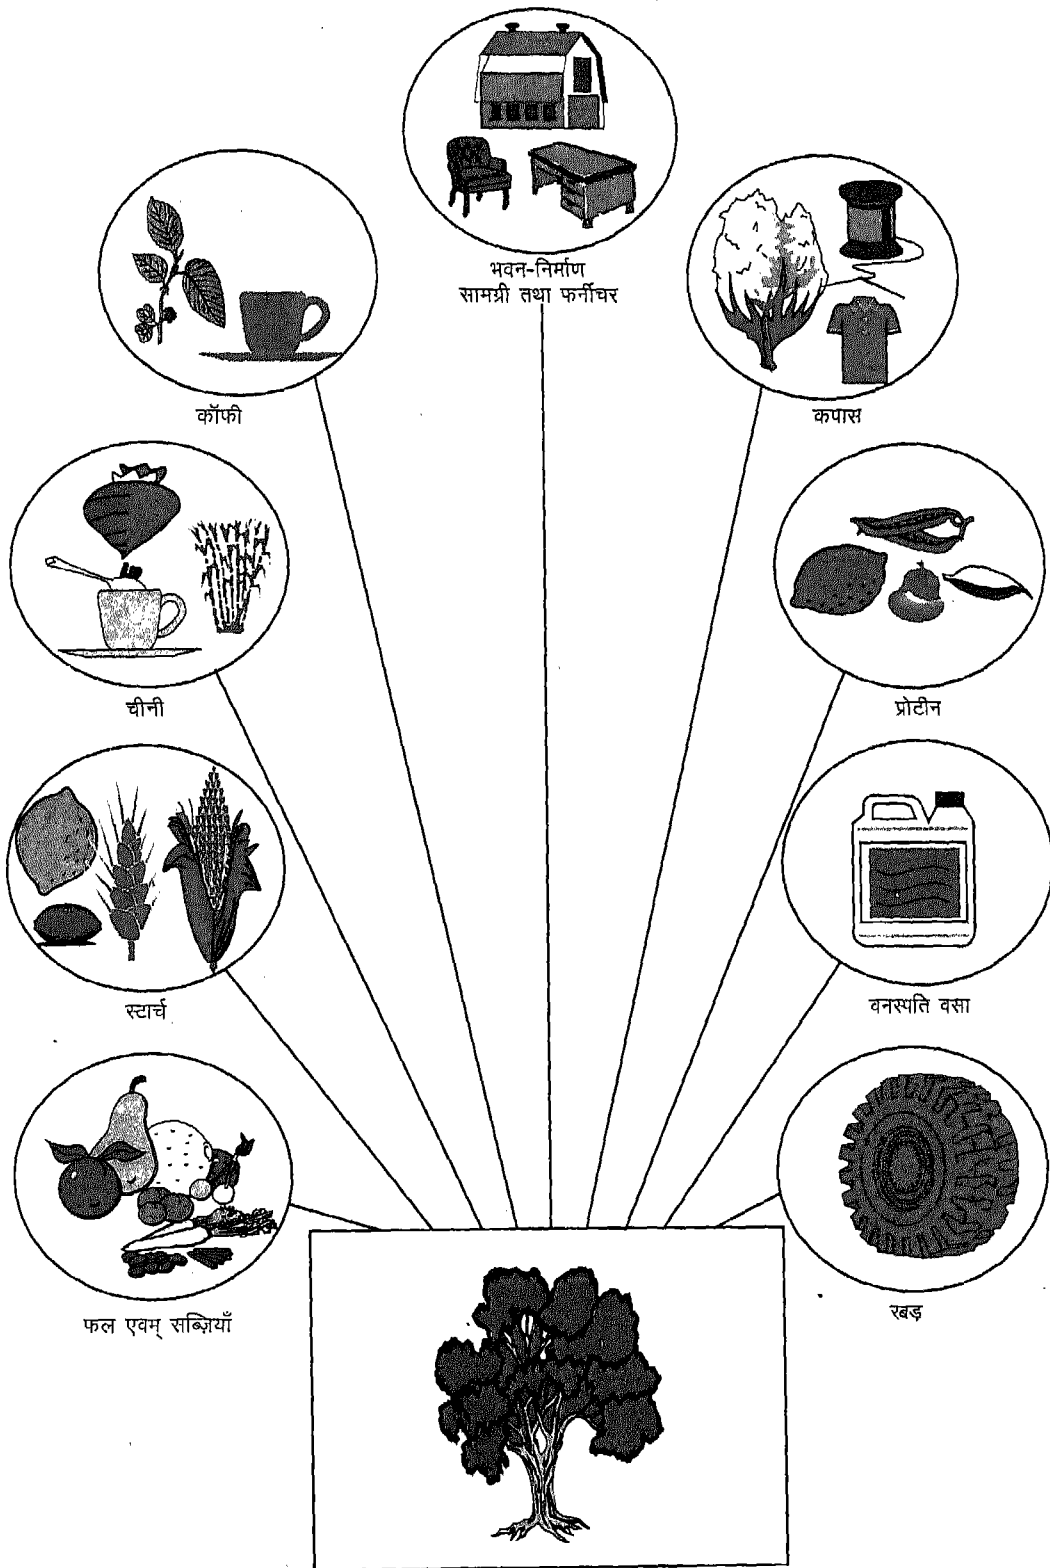 भवन-निर्माण
सामग्री तथा फर्नीचर
कॉफी
कपास
चीनी
प्रोटीन
स्टार्च
वनस्पति वसा
फल एवम् सब्ज़ियाँ
रबड़